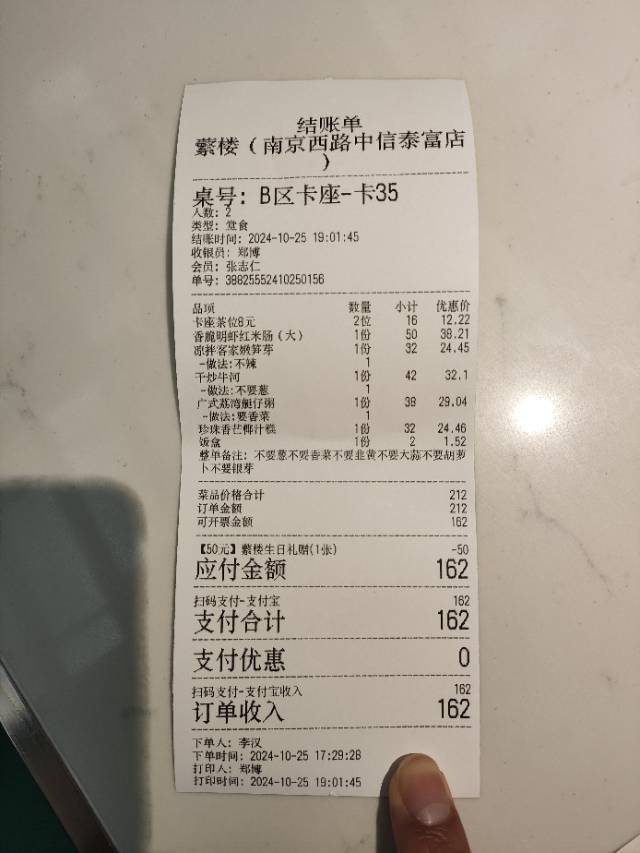 结账单
蘩楼（南京西路中信泰富店
）
桌号: B区卡座-卡35
人数: 2
类型: 堂食
结账时间: 2024-10-25 19:01:45
收银员: 郑博
会员: 张志仁
单号: 38825552410250156
品项 数量 小计 优惠价
卡座茶位8元 2位 16 12.22
香脆明虾红米肠（大） 1份 50 38.21
凉拌客家嫩笋芽 1份 32 24.45
-做法:不辣 1
干炒牛河 1份 42 32.1
-做法:不要葱 1
广式荔湾艇仔粥 1份 38 29.04
-做法:要香菜 1
珍珠香芒椰汁糕 1份 32 24.46
饭盒 1份 2 1.52
整单备注: 不要葱不要香菜不要韭黄不要大蒜不要胡萝
卜不要银芽
菜品价格合计 212
订单金额 212
可开票金额 162
【50元】蘩楼生日礼赠(1张) -50
应付金额 162
扫码支付-支付宝 162
支付合计 162
支付优惠 0
扫码支付-支付宝收入 162
订单收入 162
下单人: 李汉
下单时间: 2024-10-25 17:29:28
打印人: 郑博
打印时间: 2024-10-25 19:01:45